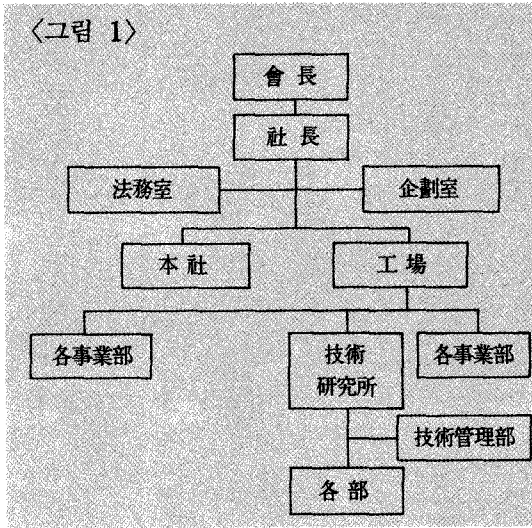 〈그림 1〉
會長
社長
法務室
企劃室
本社
工場
各事業部
技術
研究所
各事業部
技術管理部
各部